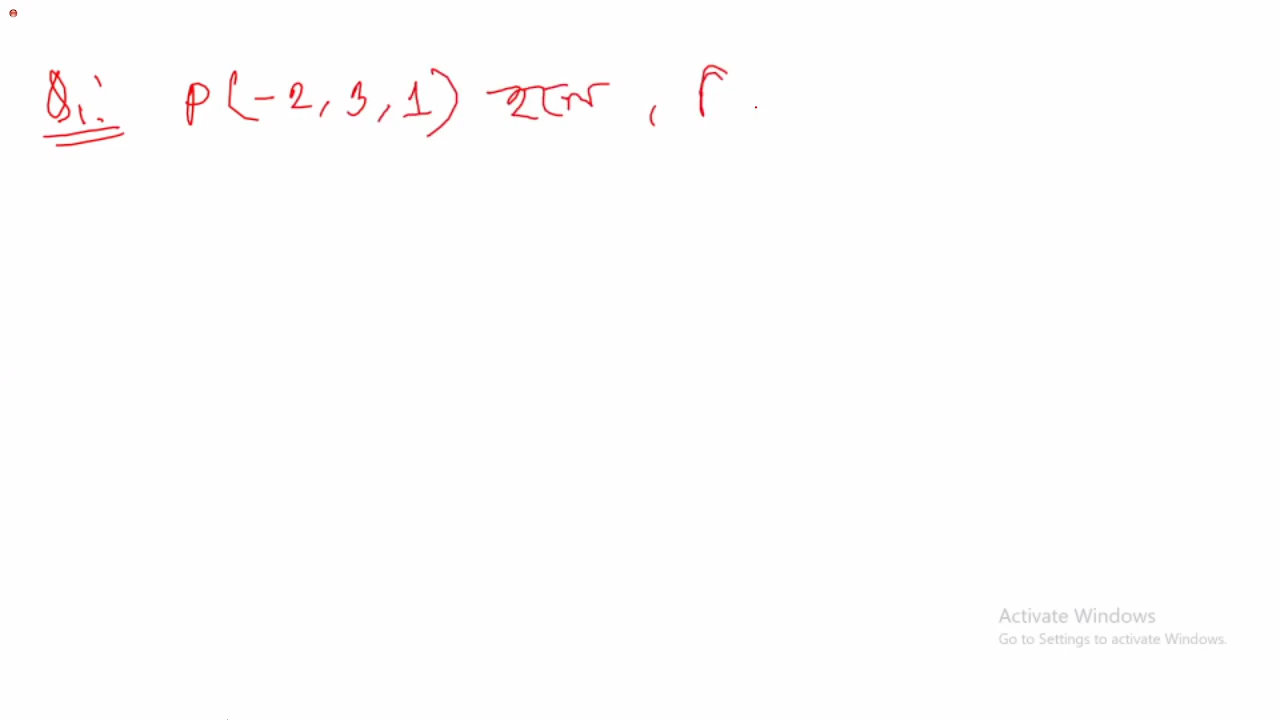 Q1: P(-2, 3, 1) হলে,
Activate Windows
Go to Settings to activate Windows.